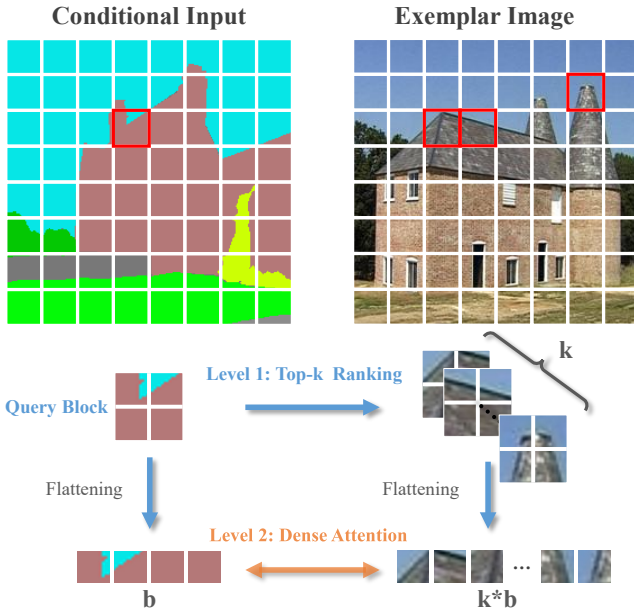 Conditional Input
Exemplar Image
k
Level 1: Top-k Ranking
Query Block
Flattening
Flattening
Level 2: Dense Attention
...
b
k*b